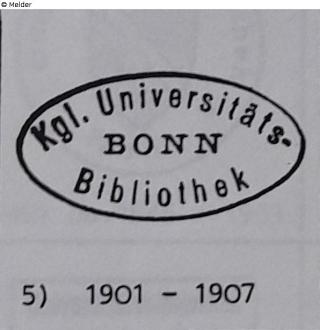 © Melder
Kgl. Universitäts-
BONN
Bibliothek
5) 1901 - 1907